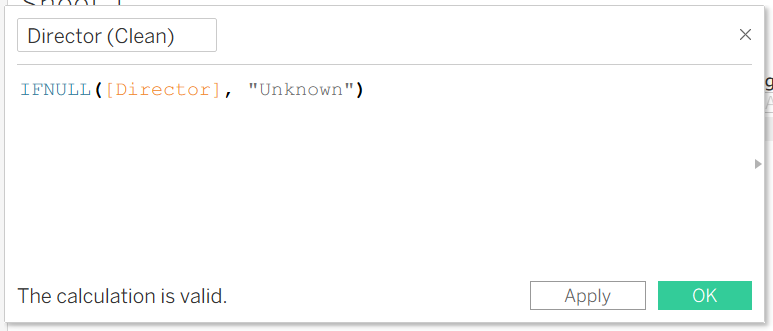 Director (Clean)
IFNULL([Director], "Unknown")
The calculation is valid.
Apply
OK